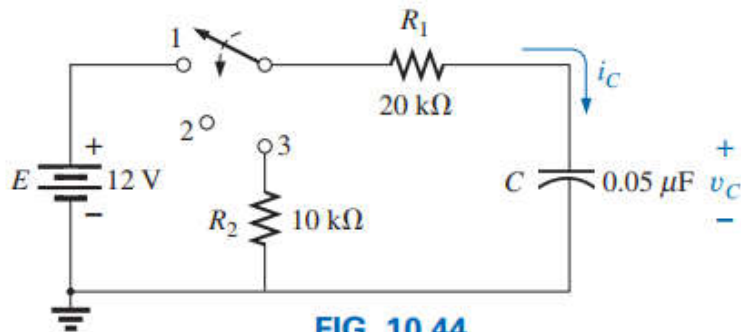 R1
1
iC
20 kΩ
2
+
3
+
E
12 V
C
0.05 μF
vC
−
R2
10 kΩ
−
FIG. 10.44